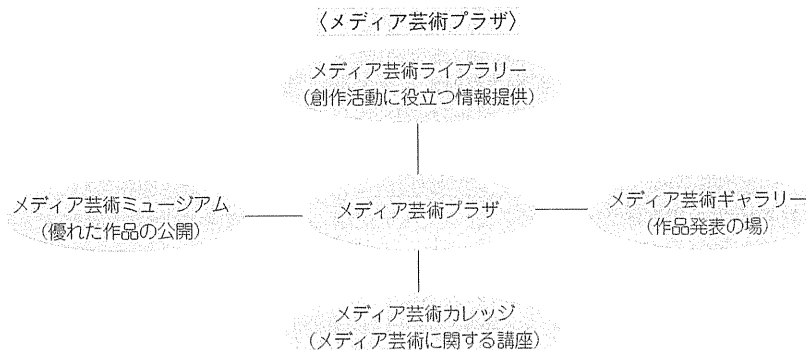 〈メディア芸術プラザ〉
メディア芸術ライブラリー
(創作活動に役立つ情報提供)
メディア芸術ミュージアム
(優れた作品の公開)
メディア芸術プラザ
メディア芸術ギャラリー
(作品発表の場)
メディア芸術カレッジ
(メディア芸術に関する講座)